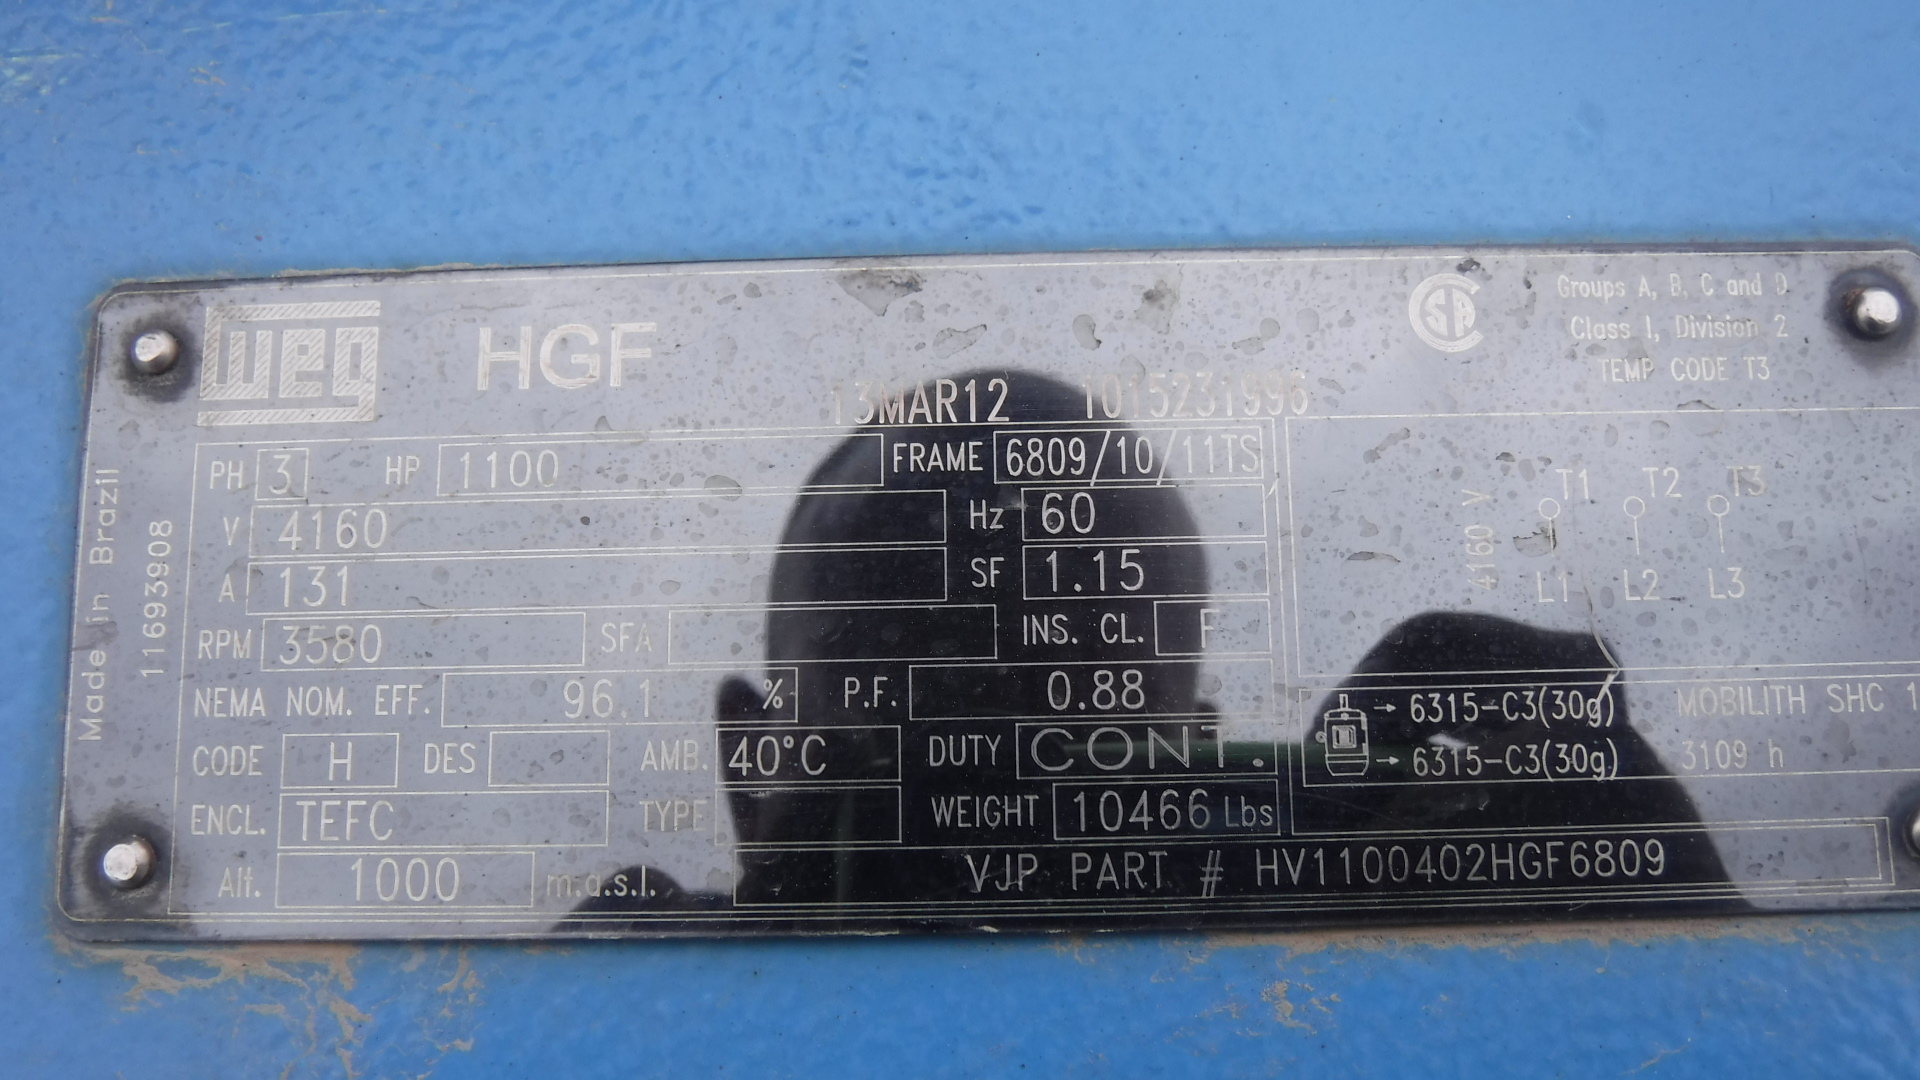 WEG HGF
Groups A, B, C and D
Class I, Division 2
TEMP CODE T3
13MAR12 1015231996
PH 3 HP 1100 FRAME 6809/10/11TS
V 4160 Hz 60
A 131 SF 1.15
RPM 3580 SFA INS. CL. F
NEMA NOM. EFF. 96.1 % P.F. 0.88
CODE H DES AMB. 40°C DUTY CONT.
ENCL. TEFC TYPE WEIGHT 10466 Lbs
Alt. 1000 m.a.s.l. VJP PART # HV1100402HGF6809
Made in Brazil
11693908
4160 V
T1 T2 T3
L1 L2 L3
6315-C3(30g) MOBILITH SHC
6315-C3(30g) 3109 h